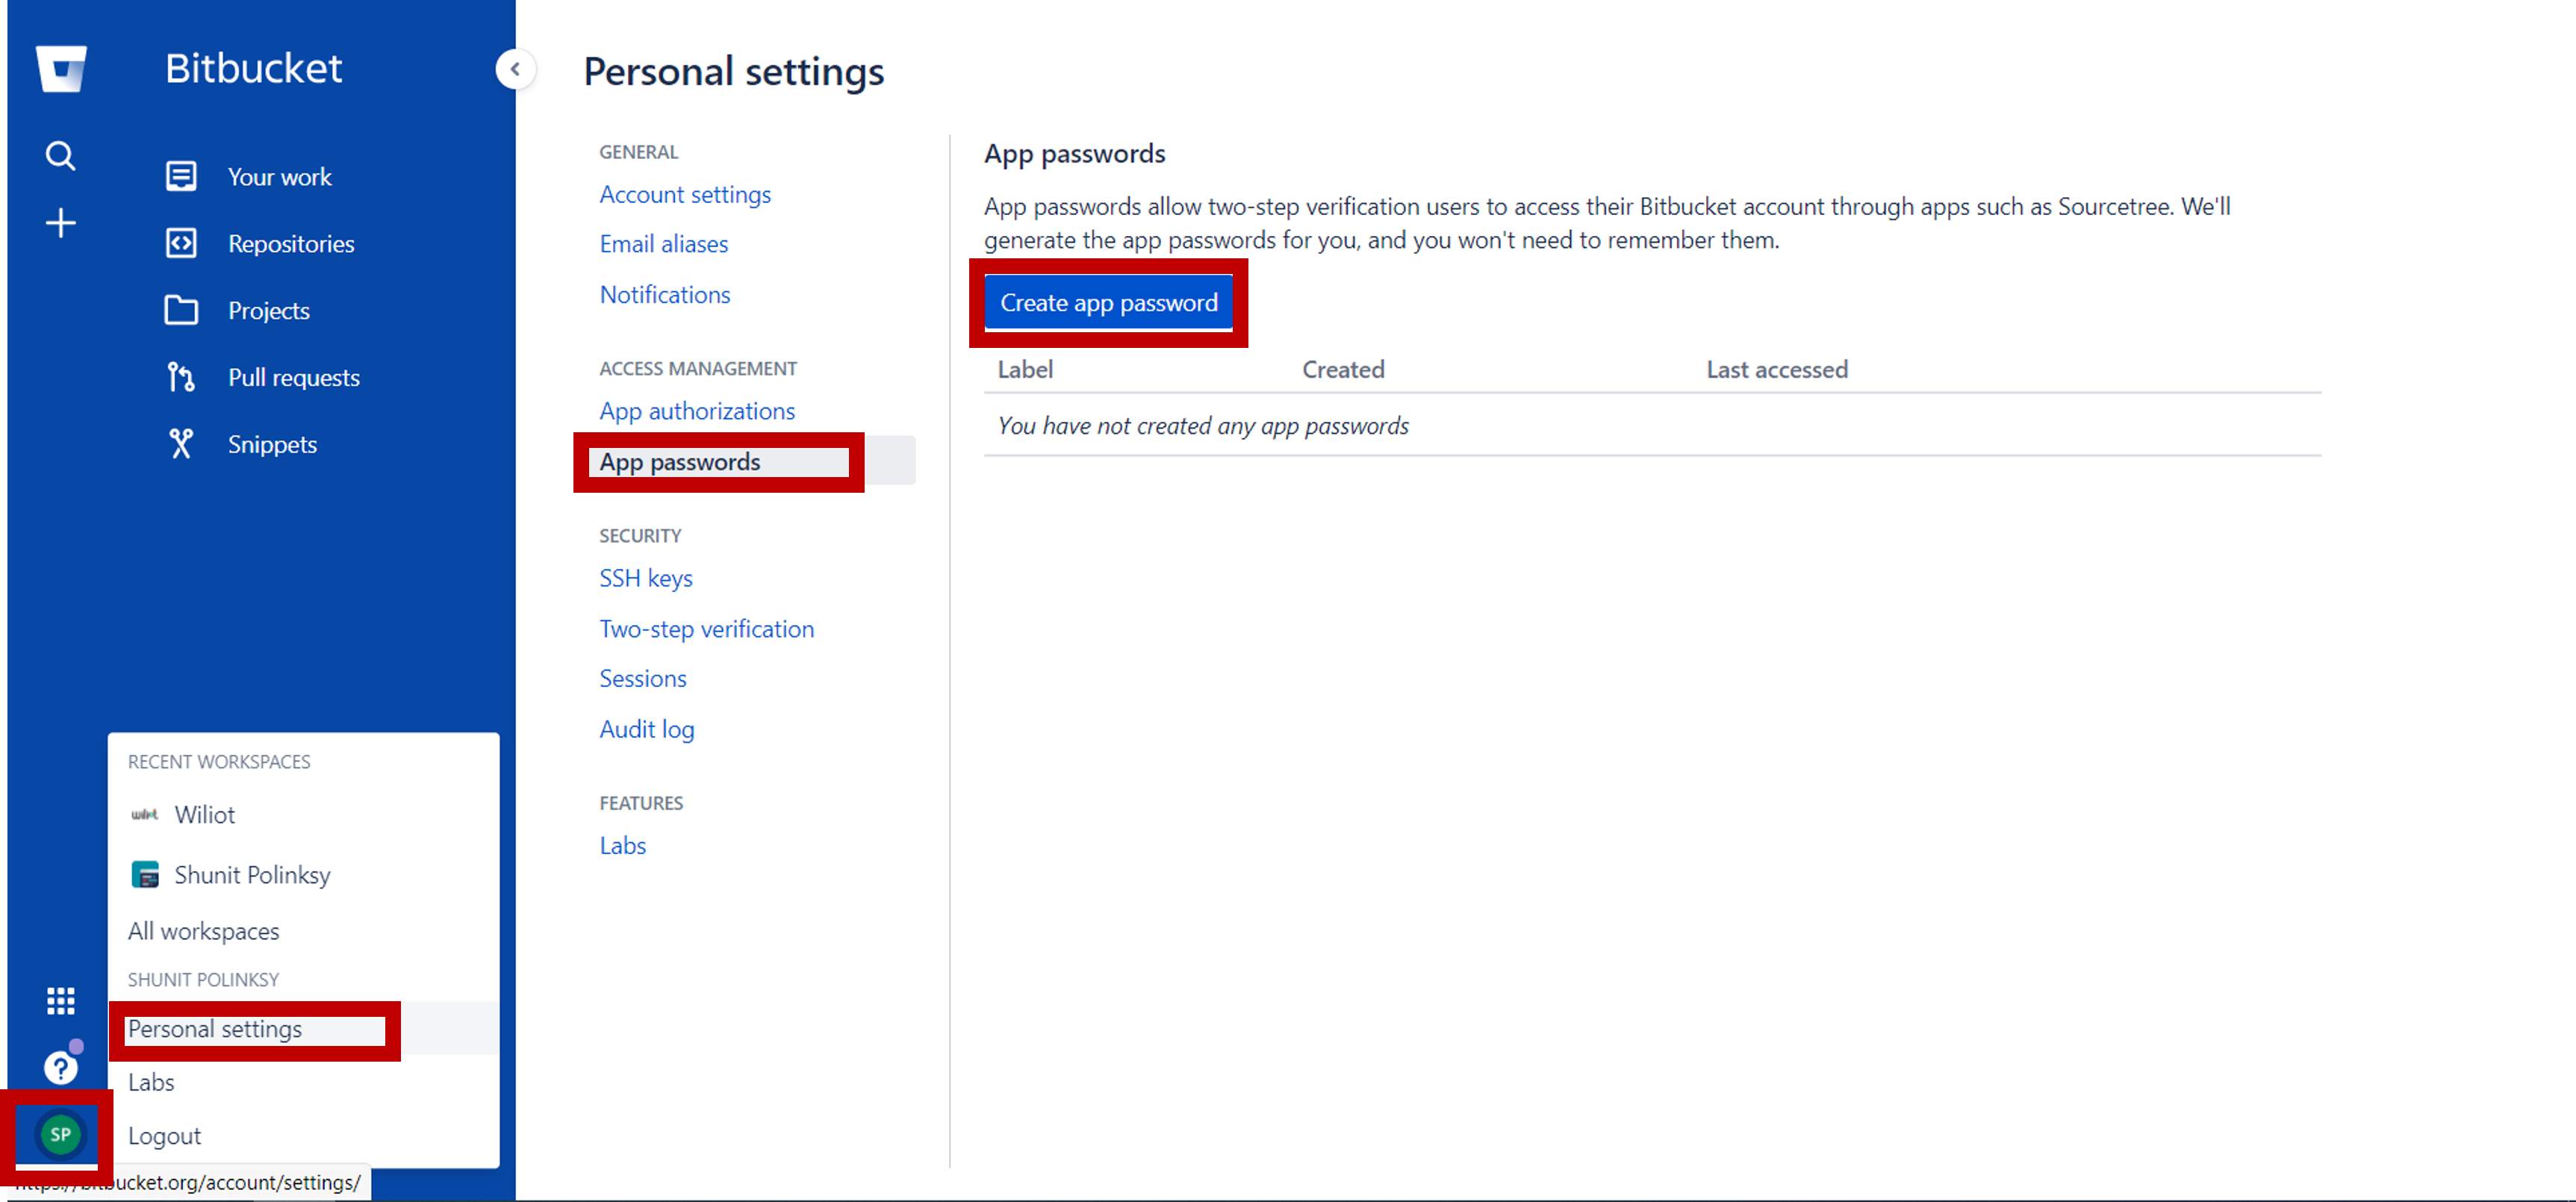 Bitbucket
Your work
Repositories
Projects
Pull requests
Snippets
RECENT WORKSPACES
wiliot Wiliot
Shunit Polinksy
All workspaces
SHUNIT POLINKSY
Personal settings
Labs
Logout
?
SP
https://bitbucket.org/account/settings/
Personal settings
GENERAL
Account settings
Email aliases
Notifications
ACCESS MANAGEMENT
App authorizations
App passwords
SECURITY
SSH keys
Two-step verification
Sessions
Audit log
FEATURES
Labs
App passwords
App passwords allow two-step verification users to access their Bitbucket account through apps such as Sourcetree. We'll
generate the app passwords for you, and you won't need to remember them.
Create app password
Label Created Last accessed
You have not created any app passwords